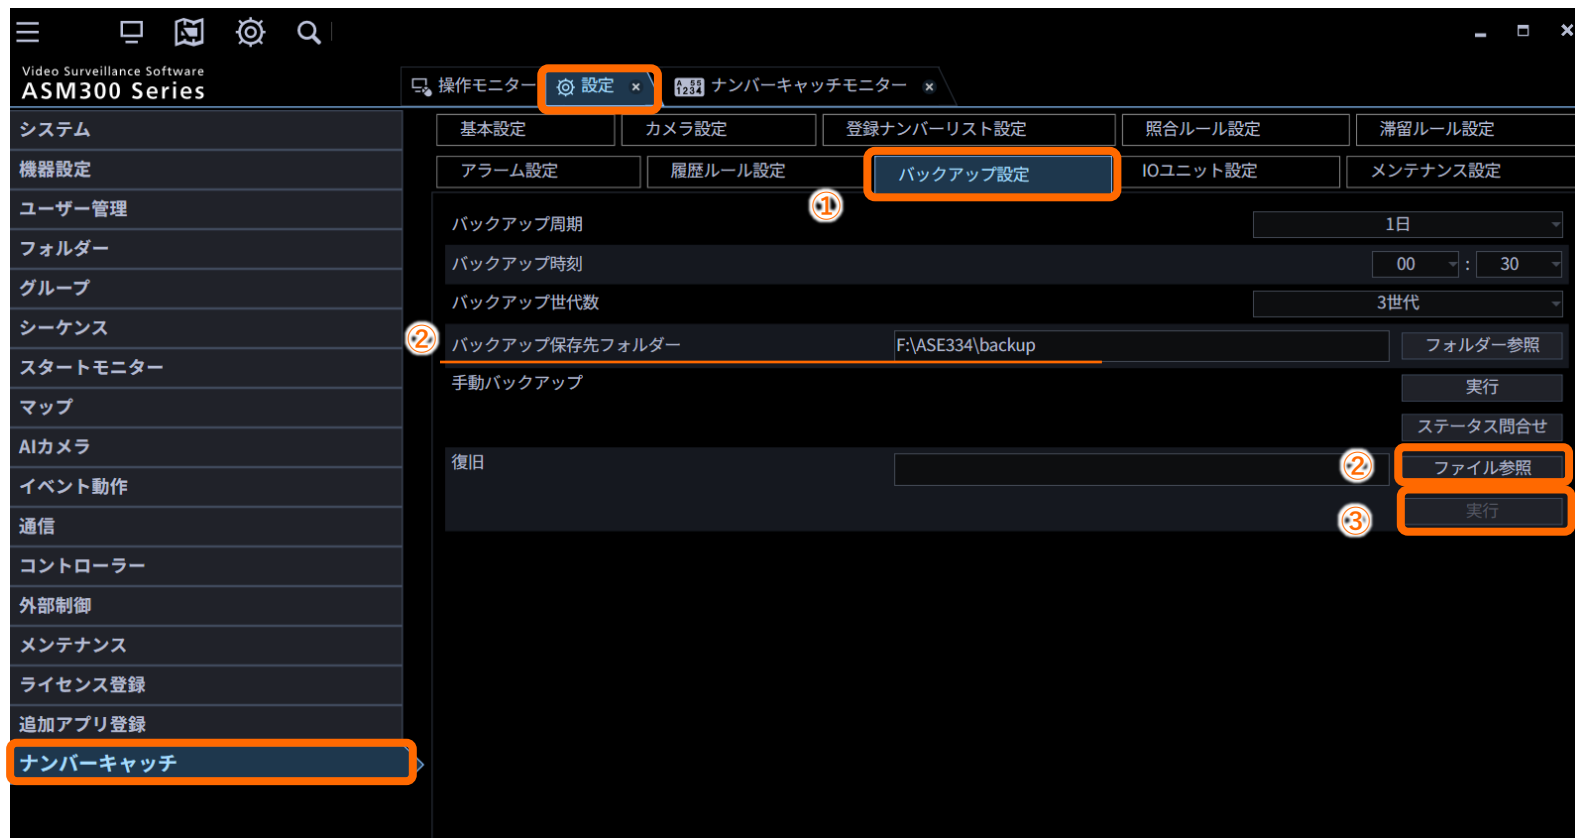 Video Surveillance Software
ASM300 Series
操作モニター 設定 × ナンバーキャッチモニター ×
システム
機器設定
ユーザー管理
フォルダー
グループ
シーケンス
スタートモニター
マップ
AIカメラ
イベント動作
通信
コントローラー
外部制御
メンテナンス
ライセンス登録
追加アプリ登録
ナンバーキャッチ
基本設定 カメラ設定 登録ナンバーリスト設定 照合ルール設定 滞留ルール設定
アラーム設定 履歴ルール設定 バックアップ設定 IOユニット設定 メンテナンス設定
①
バックアップ周期 1日
バックアップ時刻 00 : 30
バックアップ世代数 3世代
② バックアップ保存先フォルダー F:\ASE334\backup フォルダー参照
手動バックアップ 実行
ステータス問合せ
復旧 ② ファイル参照
③ 実行